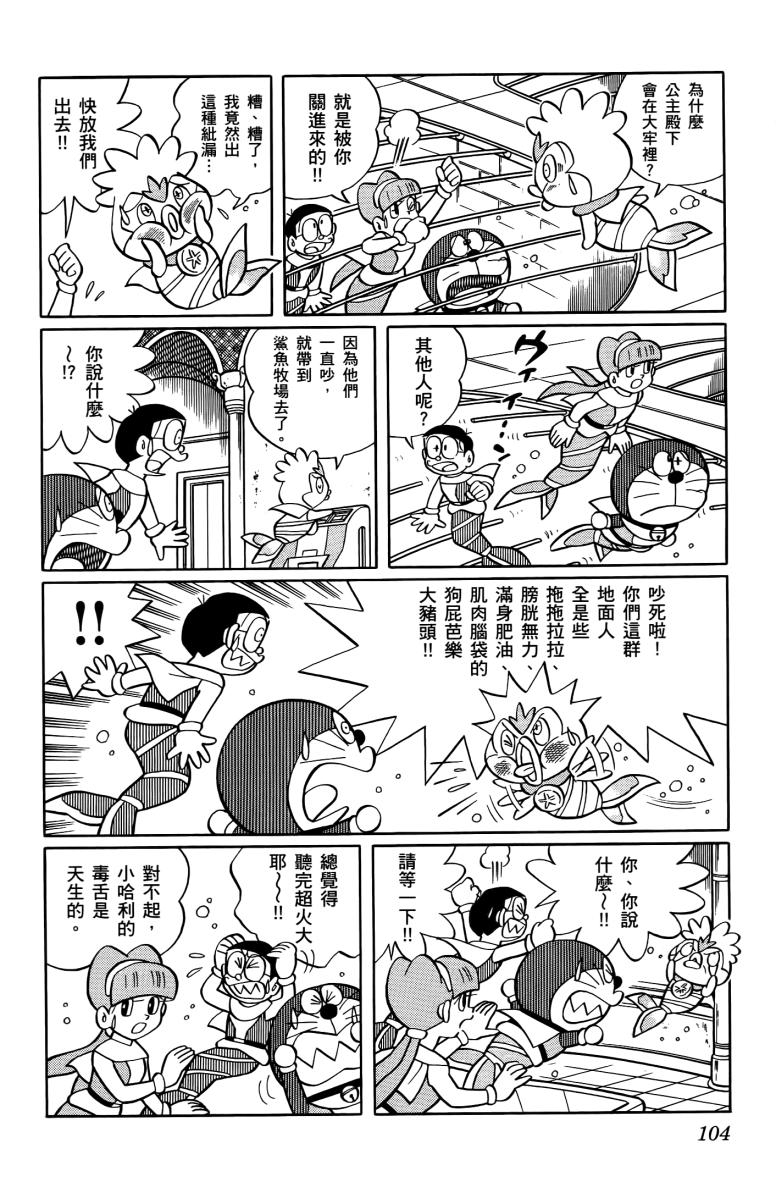 為什麼
公主殿下
會在大牢裡?
就是被你
關進來的!!
糟、糟了,
我竟然出
這種紕漏…
快放我們
出去!!
ウィィィ…
其他人呢?
因為他們
一直吵,
就帶到
鯊魚牧場去了。
你說什麼
~!?
吵死啦!
你們這群
地面人
全是些
拖拖拉拉、
膀胱無力、
滿身肥油、
肌肉腦袋的
狗屁芭樂
大豬頭!!
!!
你、你說
什麼~!!
請等一下!!
總覺得
聽完超火大
耶~!!
對不起,
小哈利的
毒舌是
天生的。
104